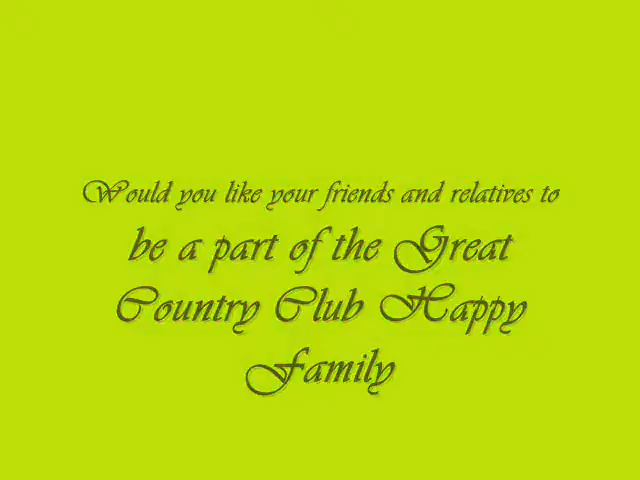 Would you like your friends and relatives to
be a part of the Great
Country Club Happy
Family